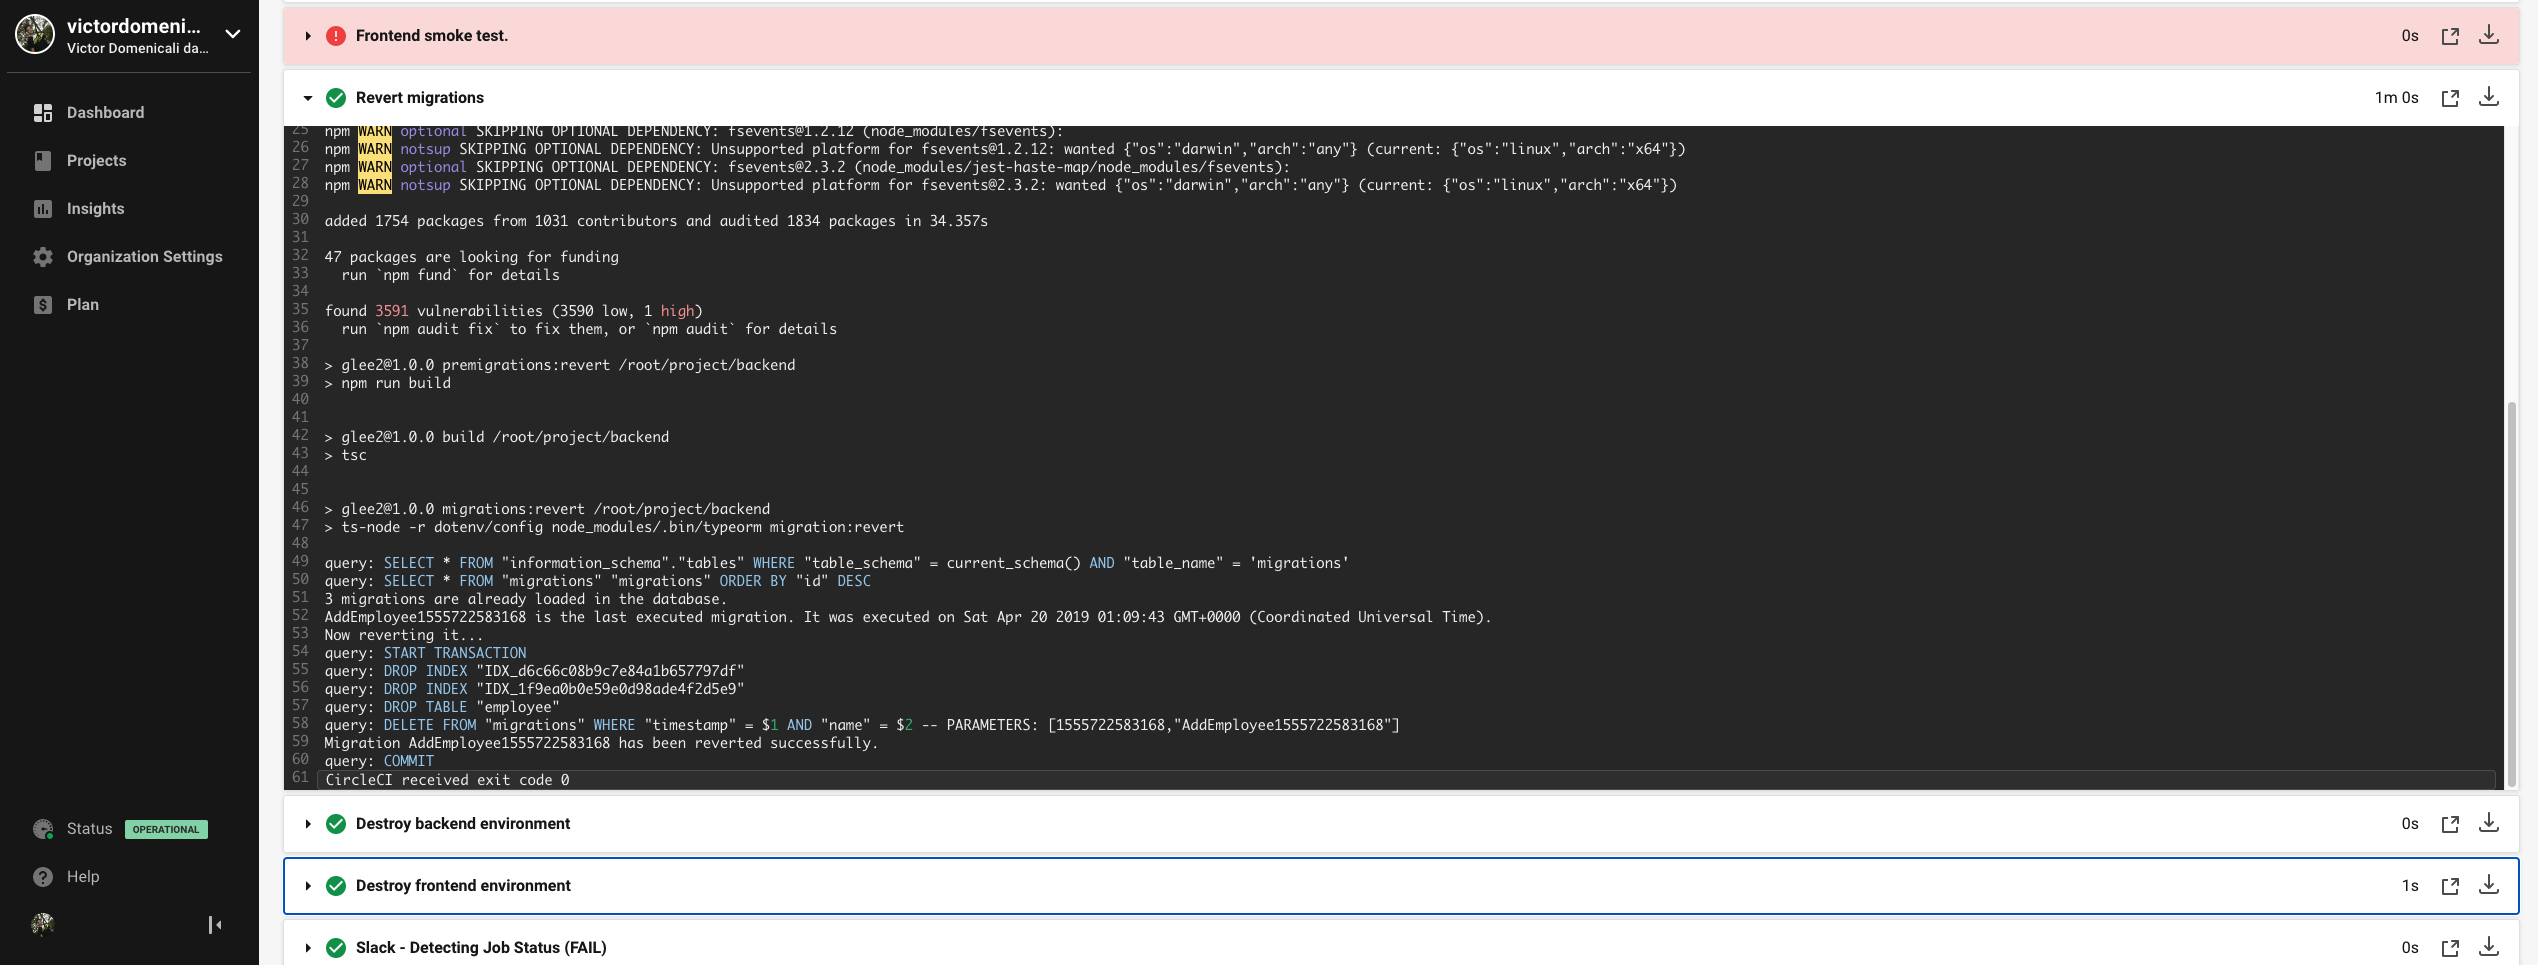 victordomeni...
Victor Domenicali da...
Dashboard
Projects
Insights
Organization Settings
Plan
Status OPERATIONAL
Help
Frontend smoke test. 0s
Revert migrations 1m 0s
25 npm WARN optional SKIPPING OPTIONAL DEPENDENCY: fsevents@1.2.12 (node_modules/fsevents):
26 npm WARN notsup SKIPPING OPTIONAL DEPENDENCY: Unsupported platform for fsevents@1.2.12: wanted {"os":"darwin","arch":"any"} (current: {"os":"linux","arch":"x64"})
27 npm WARN optional SKIPPING OPTIONAL DEPENDENCY: fsevents@2.3.2 (node_modules/jest-haste-map/node_modules/fsevents):
28 npm WARN notsup SKIPPING OPTIONAL DEPENDENCY: Unsupported platform for fsevents@2.3.2: wanted {"os":"darwin","arch":"any"} (current: {"os":"linux","arch":"x64"})
29
30 added 1754 packages from 1031 contributors and audited 1834 packages in 34.357s
31
32 47 packages are looking for funding
33 run `npm fund` for details
34
35 found 3591 vulnerabilities (3590 low, 1 high)
36 run `npm audit fix` to fix them, or `npm audit` for details
37
38 > glee2@1.0.0 premigrations:revert /root/project/backend
39 > npm run build
40
41
42 > glee2@1.0.0 build /root/project/backend
43 > tsc
44
45
46 > glee2@1.0.0 migrations:revert /root/project/backend
47 > ts-node -r dotenv/config node_modules/.bin/typeorm migration:revert
48
49 query: SELECT * FROM "information_schema"."tables" WHERE "table_schema" = current_schema() AND "table_name" = 'migrations'
50 query: SELECT * FROM "migrations" "migrations" ORDER BY "id" DESC
51 3 migrations are already loaded in the database.
52 AddEmployee1555722583168 is the last executed migration. It was executed on Sat Apr 20 2019 01:09:43 GMT+0000 (Coordinated Universal Time).
53 Now reverting it...
54 query: START TRANSACTION
55 query: DROP INDEX "IDX_d6c66c08b9c7e84a1b657797df"
56 query: DROP INDEX "IDX_1f9ea0b0e59e0d98ade4f2d5e9"
57 query: DROP TABLE "employee"
58 query: DELETE FROM "migrations" WHERE "timestamp" = $1 AND "name" = $2 -- PARAMETERS: [1555722583168,"AddEmployee1555722583168"]
59 Migration AddEmployee1555722583168 has been reverted successfully.
60 query: COMMIT
61 CircleCI received exit code 0
Destroy backend environment 0s
Destroy frontend environment 1s
Slack - Detecting Job Status (FAIL) 0s